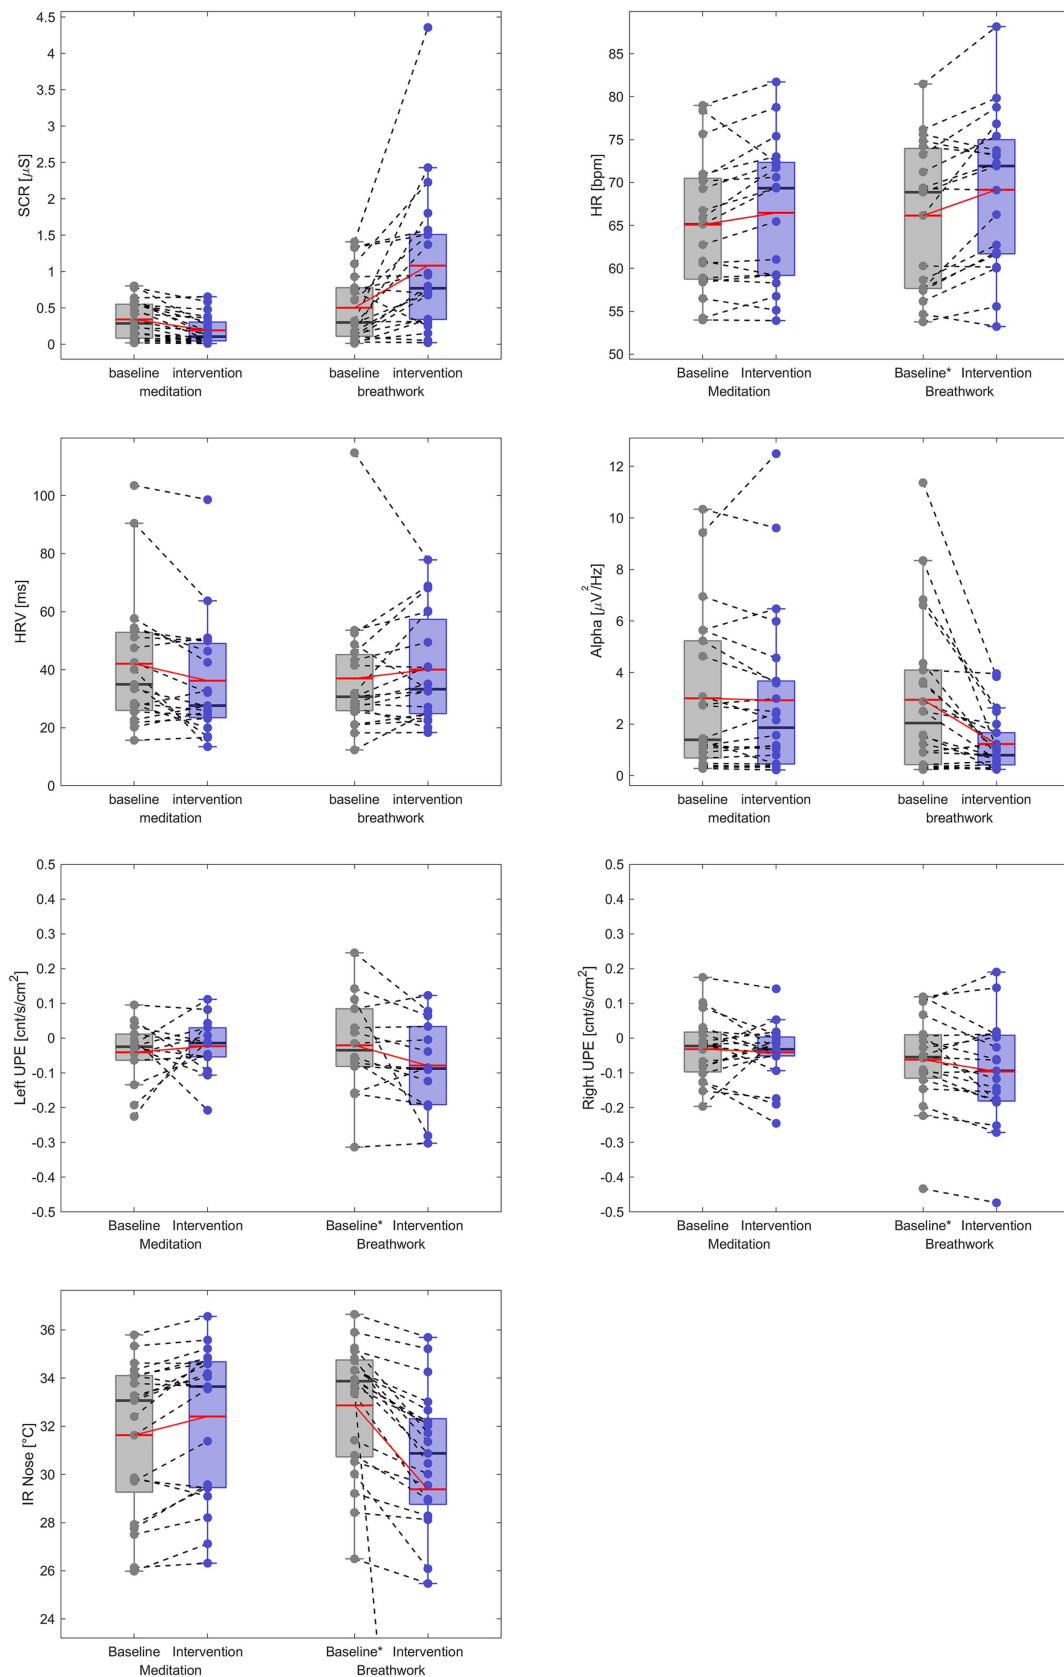 SCR [μS]
4.5
4
3.5
3
2.5
2
1.5
1
0.5
0
baseline intervention baseline intervention
meditation breathwork
HR [bpm]
85
80
75
70
65
60
55
50
Baseline Intervention Baseline* Intervention
Meditation Breathwork
HRV [ms]
100
80
60
40
20
0
baseline intervention baseline intervention
meditation breathwork
Alpha [μV²/Hz]
12
10
8
6
4
2
0
baseline intervention baseline intervention
meditation breathwork
Left UPE [cnt/s/cm²]
0.5
0.4
0.3
0.2
0.1
0
-0.1
-0.2
-0.3
-0.4
-0.5
Baseline Intervention Baseline* Intervention
Meditation Breathwork
Right UPE [cnt/s/cm²]
0.5
0.4
0.3
0.2
0.1
0
-0.1
-0.2
-0.3
-0.4
-0.5
Baseline Intervention Baseline* Intervention
Meditation Breathwork
IR Nose [°C]
36
34
32
30
28
26
24
Baseline Intervention Baseline* Intervention
Meditation Breathwork